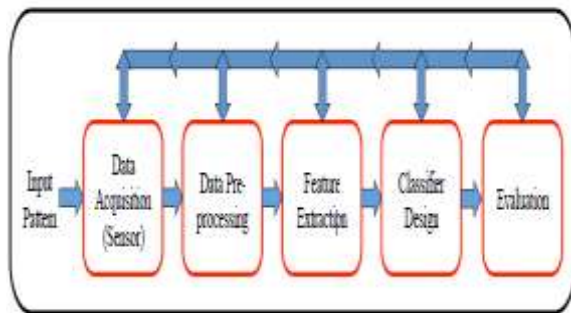 Input
Pattern
Data
Acquisition
(Sensor)
Data Pre-
processing
Feature
Extraction
Classifier
Design
Evaluation